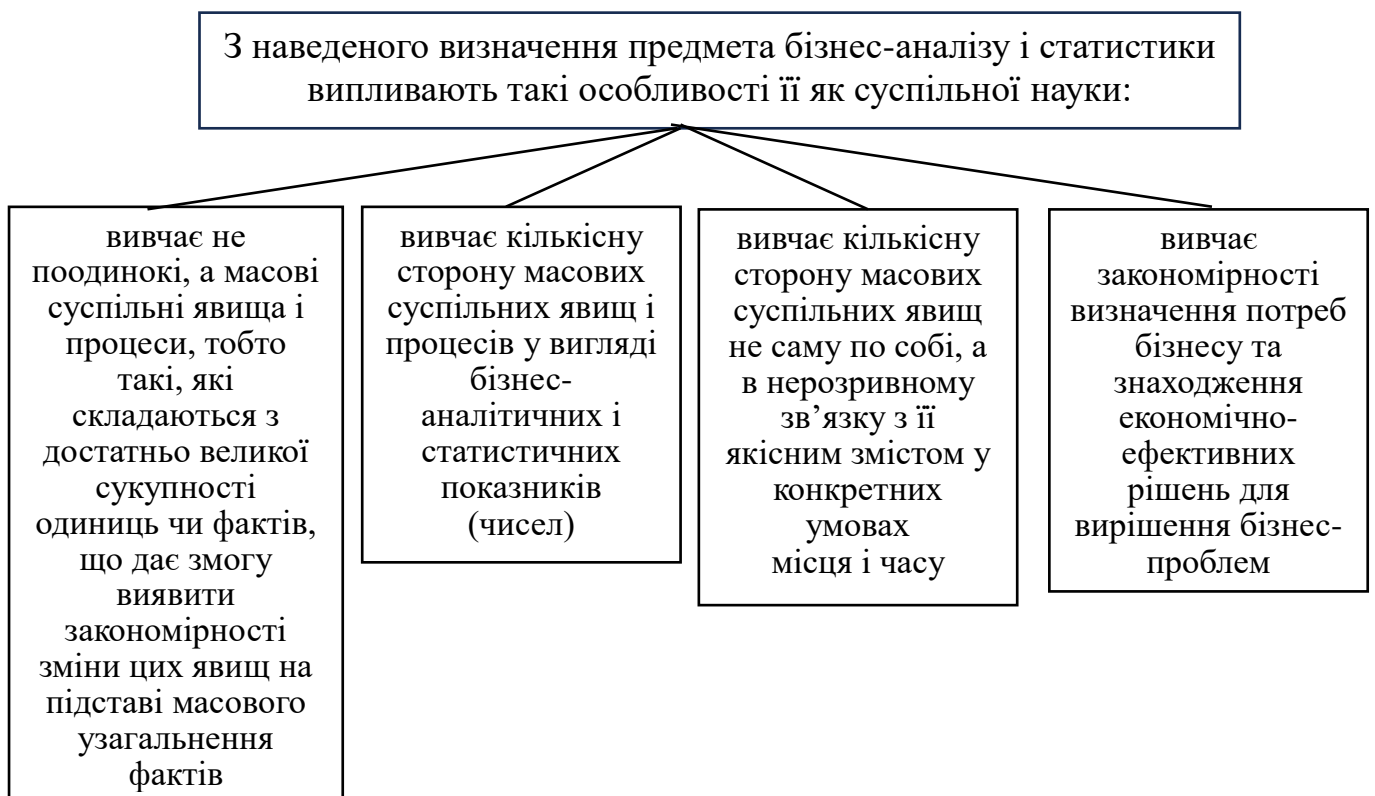 З наведеного визначення предмета бізнес-аналізу і статистики
випливають такі особливості її як суспільної науки:
вивчає не
поодинокі, а масові
суспільні явища і
процеси, тобто
такі, які
складаються з
достатньо великої
сукупності
одиниць чи фактів,
що дає змогу
виявити
закономірності
зміни цих явищ на
підставі масового
узагальнення
фактів
вивчає кількісну
сторону масових
суспільних явищ і
процесів у вигляді
бізнес-
аналітичних і
статистичних
показників
(чисел)
вивчає кількісну
сторону масових
суспільних явищ
не саму по собі, а
в нерозривному
зв’язку з її
якісним змістом у
конкретних
умовах
місця і часу
вивчає
закономірності
визначення потреб
бізнесу та
знаходження
економічно-
ефективних
рішень для
вирішення бізнес-
проблем